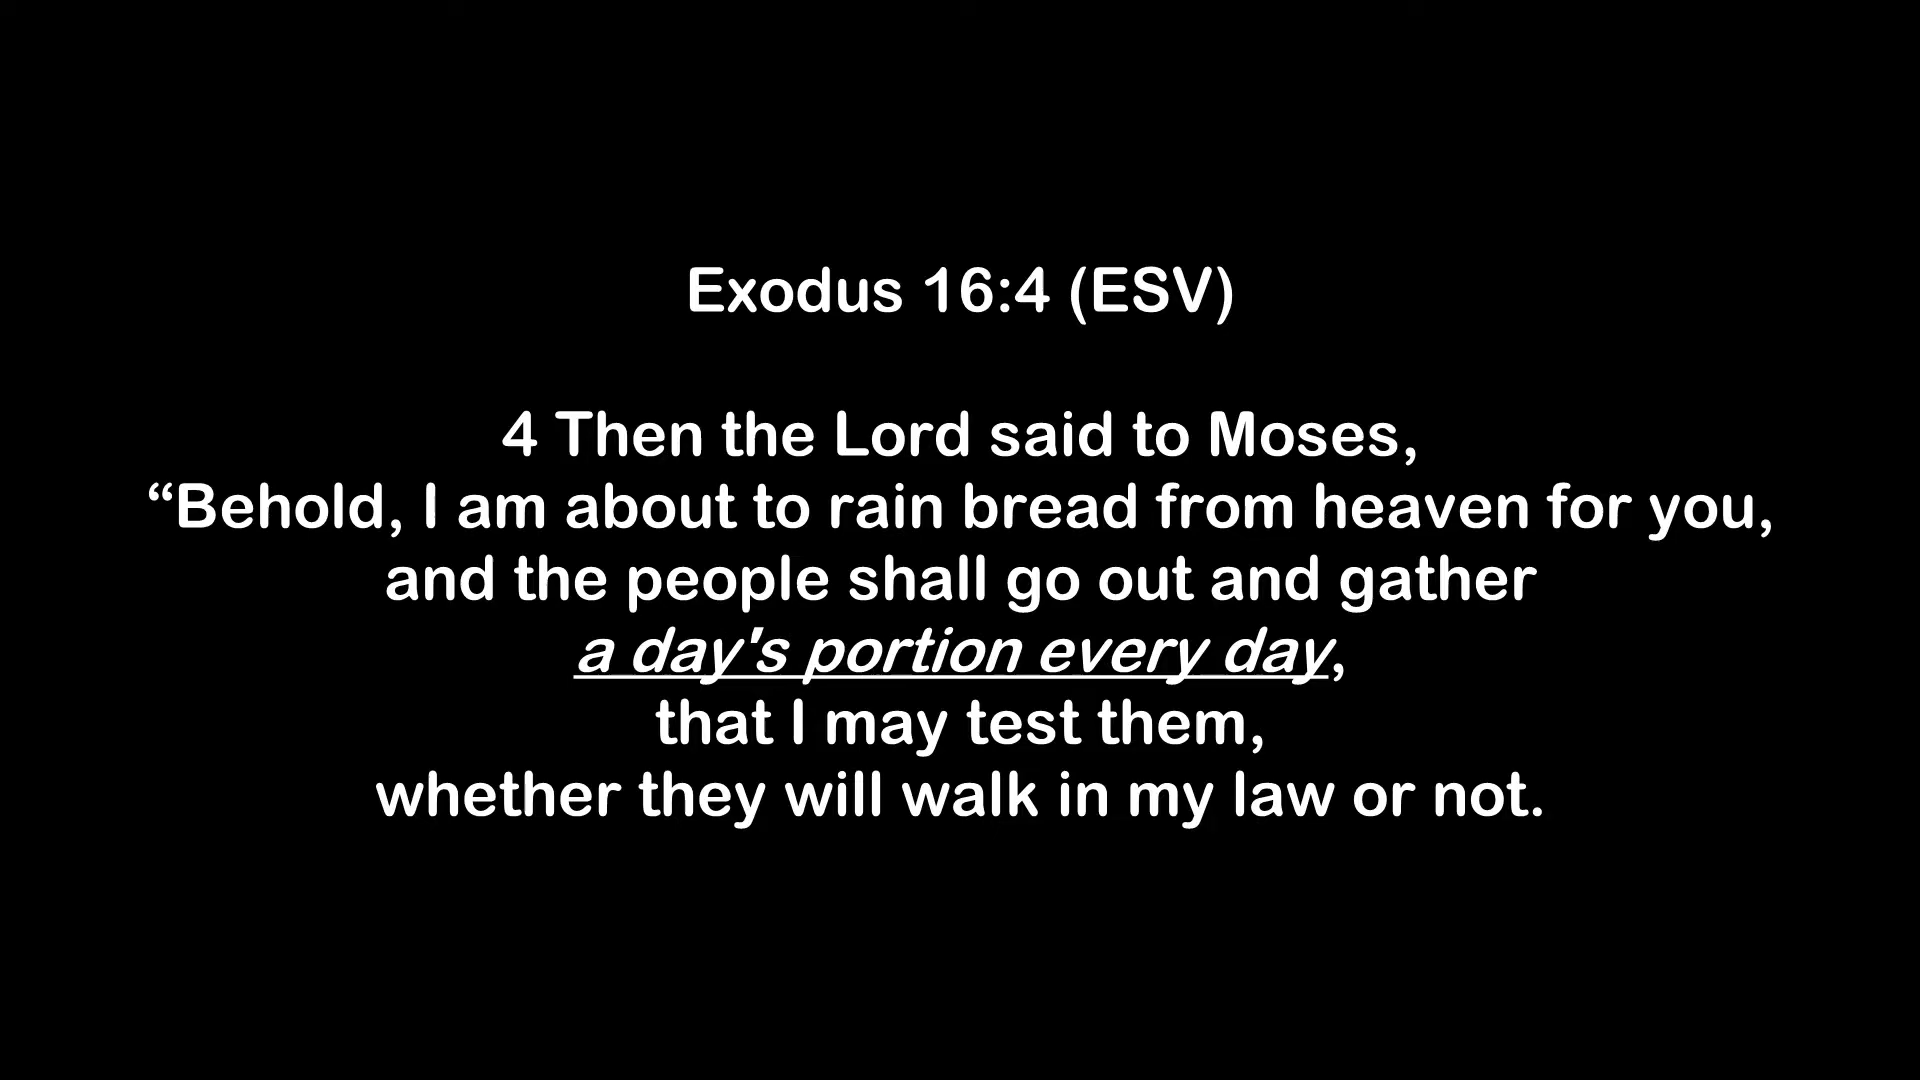 Exodus 16:4 (ESV)
4 Then the Lord said to Moses,
“Behold, I am about to rain bread from heaven for you,
and the people shall go out and gather
a day's portion every day,
that I may test them,
whether they will walk in my law or not.